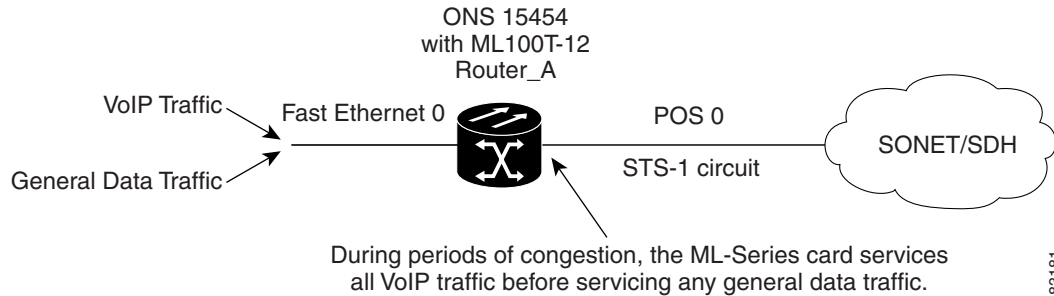 ONS 15454
with ML100T-12
Router_A
VoIP Traffic
Fast Ethernet 0
POS 0
SONET/SDH
General Data Traffic
STS-1 circuit
During periods of congestion, the ML-Series card services
all VoIP traffic before servicing any general data traffic.